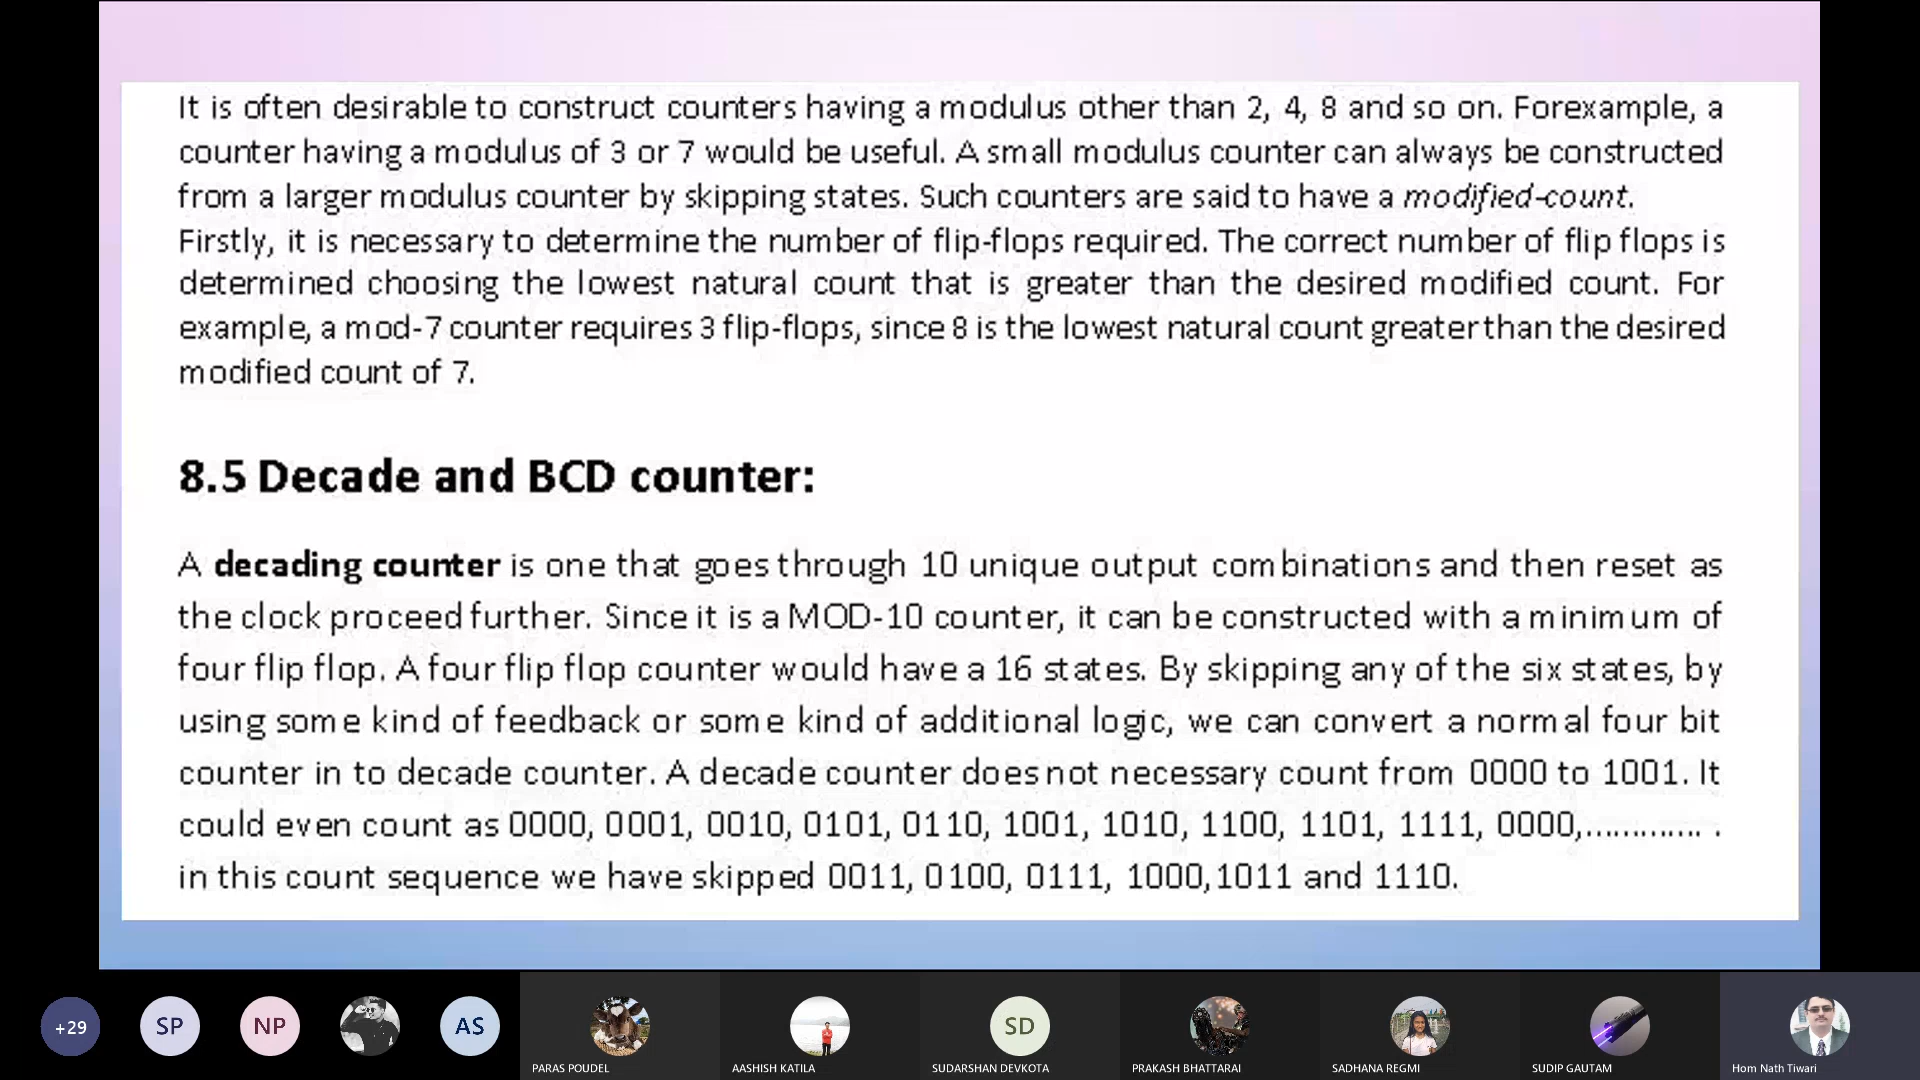 It is often desirable to construct counters having a modulus other than 2, 4, 8 and so on. Forexample, a
counter having a modulus of 3 or 7 would be useful. A small modulus counter can always be constructed
from a larger modulus counter by skipping states. Such counters are said to have a modified-count.
Firstly, it is necessary to determine the number of flip-flops required. The correct number of flip flops is
determined choosing the lowest natural count that is greater than the desired modified count. For
example, a mod-7 counter requires 3 flip-flops, since 8 is the lowest natural count greater than the desired
modified count of 7.
8.5 Decade and BCD counter:
A decading counter is one that goes through 10 unique output combinations and then reset as
the clock proceed further. Since it is a MOD-10 counter, it can be constructed with a minimum of
four flip flop. A four flip flop counter would have a 16 states. By skipping any of the six states, by
using some kind of feedback or some kind of additional logic, we can convert a normal four bit
counter in to decade counter. A decade counter does not necessary count from 0000 to 1001. It
could even count as 0000, 0001, 0010, 0101, 0110, 1001, 1010, 1100, 1101, 1111, 0000,............. .
in this count sequence we have skipped 0011, 0100, 0111, 1000,1011 and 1110.
+29 SP NP AS SD
PARAS POUDEL AASHISH KATILA SUDARSHAN DEVKOTA PRAKASH BHATTARAI SADHANA REGMI SUDIP GAUTAM Hom Nath Tiwari